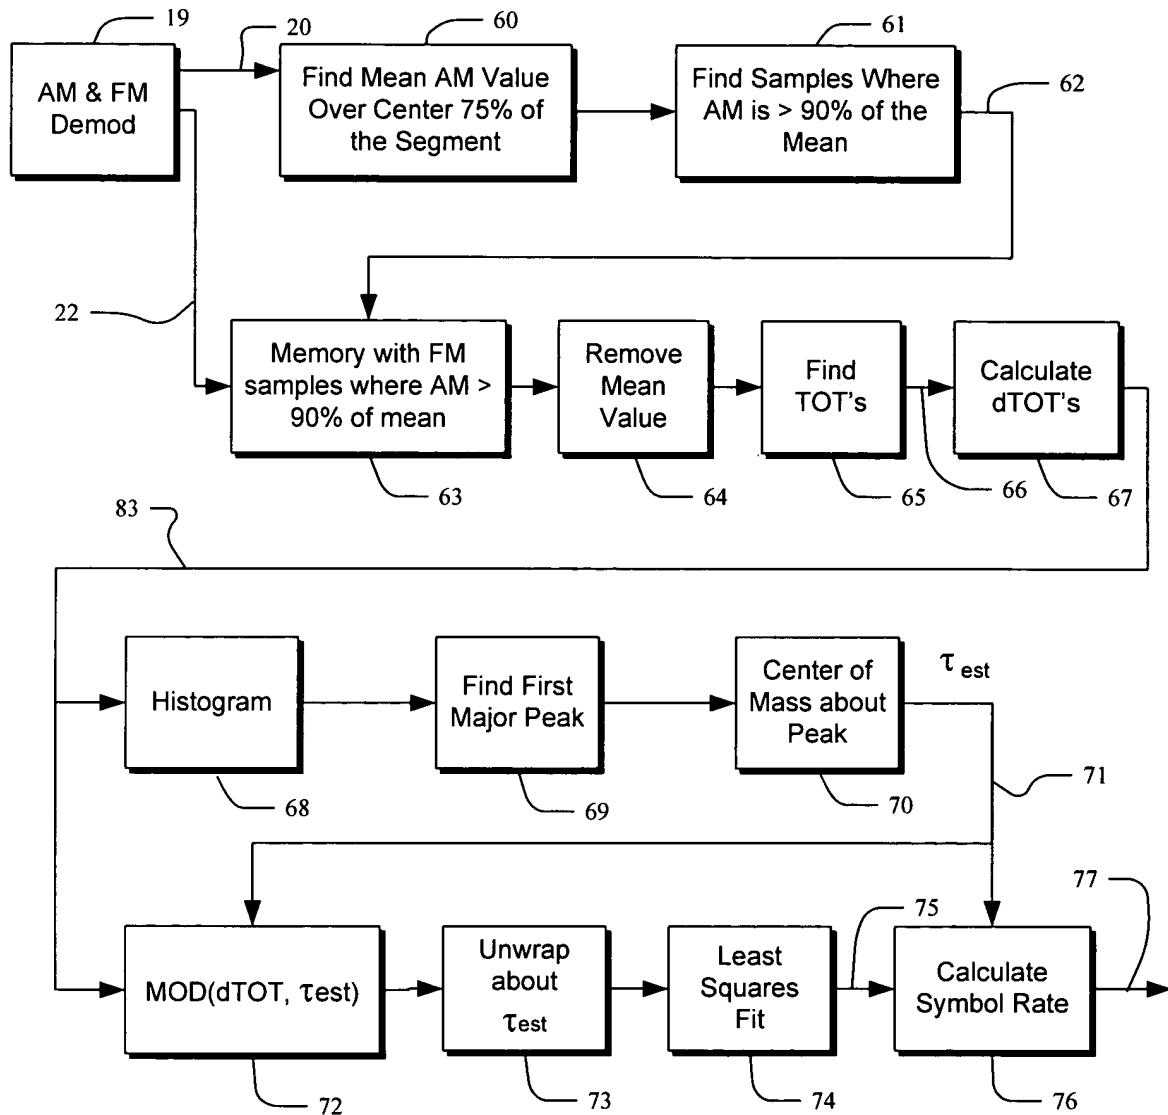 19
20
60
61
62
AM & FM
Demod
Find Mean AM Value
Over Center 75% of
the Segment
Find Samples Where
AM is > 90% of the
Mean
22
Memory with FM
samples where AM >
90% of mean
Remove
Mean
Value
Find
TOT's
Calculate
dTOT's
63
64
65
66
67
83
Histogram
Find First
Major Peak
Center of
Mass about
Peak
τ est
68
69
70
71
77
75
MOD(dTOT, τest)
Unwrap
about
τest
Least
Squares
Fit
Calculate
Symbol Rate
72
73
74
76